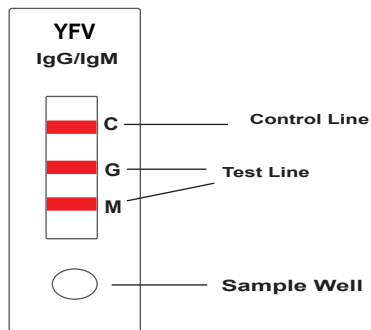 YFV
IgG/IgM
C
Control Line
G
Test Line
M
Sample Well